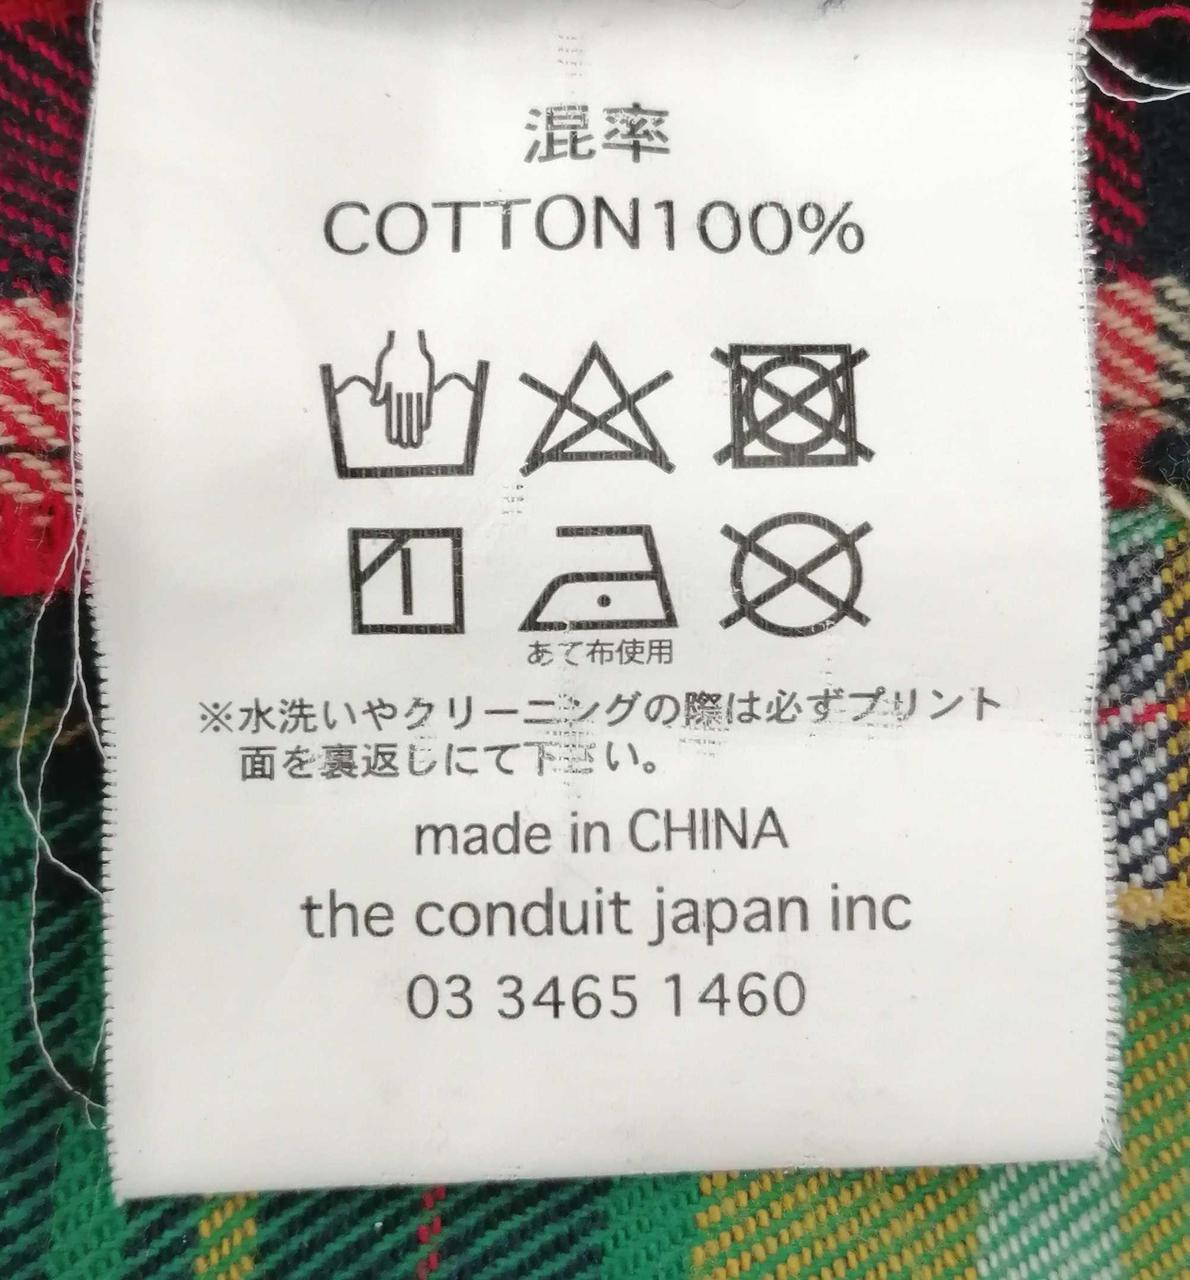 混率
COTTON100%
あて布使用
※水洗いやクリーニングの際は必ずプリント
面を裏返しにて下さい。
made in CHINA
the conduit japan inc
03 3465 1460